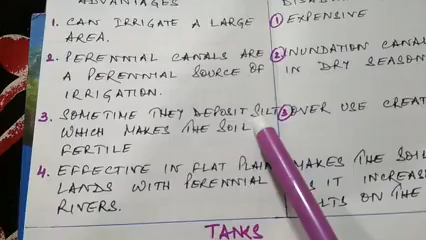 ADVANTAGES
1. CAN IRRIGATE A LARGE
AREA.
2. PERENNIAL CANALS ARE
A PERENNIAL SOURCE OF
IRRIGATION.
3. SOMETIME THEY DEPOSIT SILT
WHICH MAKES THE SOIL
FERTILE
4. EFFECTIVE IN FLAT PLAIN
LANDS WITH PERENNIAL
RIVERS.
1 EXPENSIVE
2 INUNDATION CANAL
IN DRY SEASON
3 OVER USE CREAT
MAKES THE SOIL
IT INCREAS
ON THE
TANKS